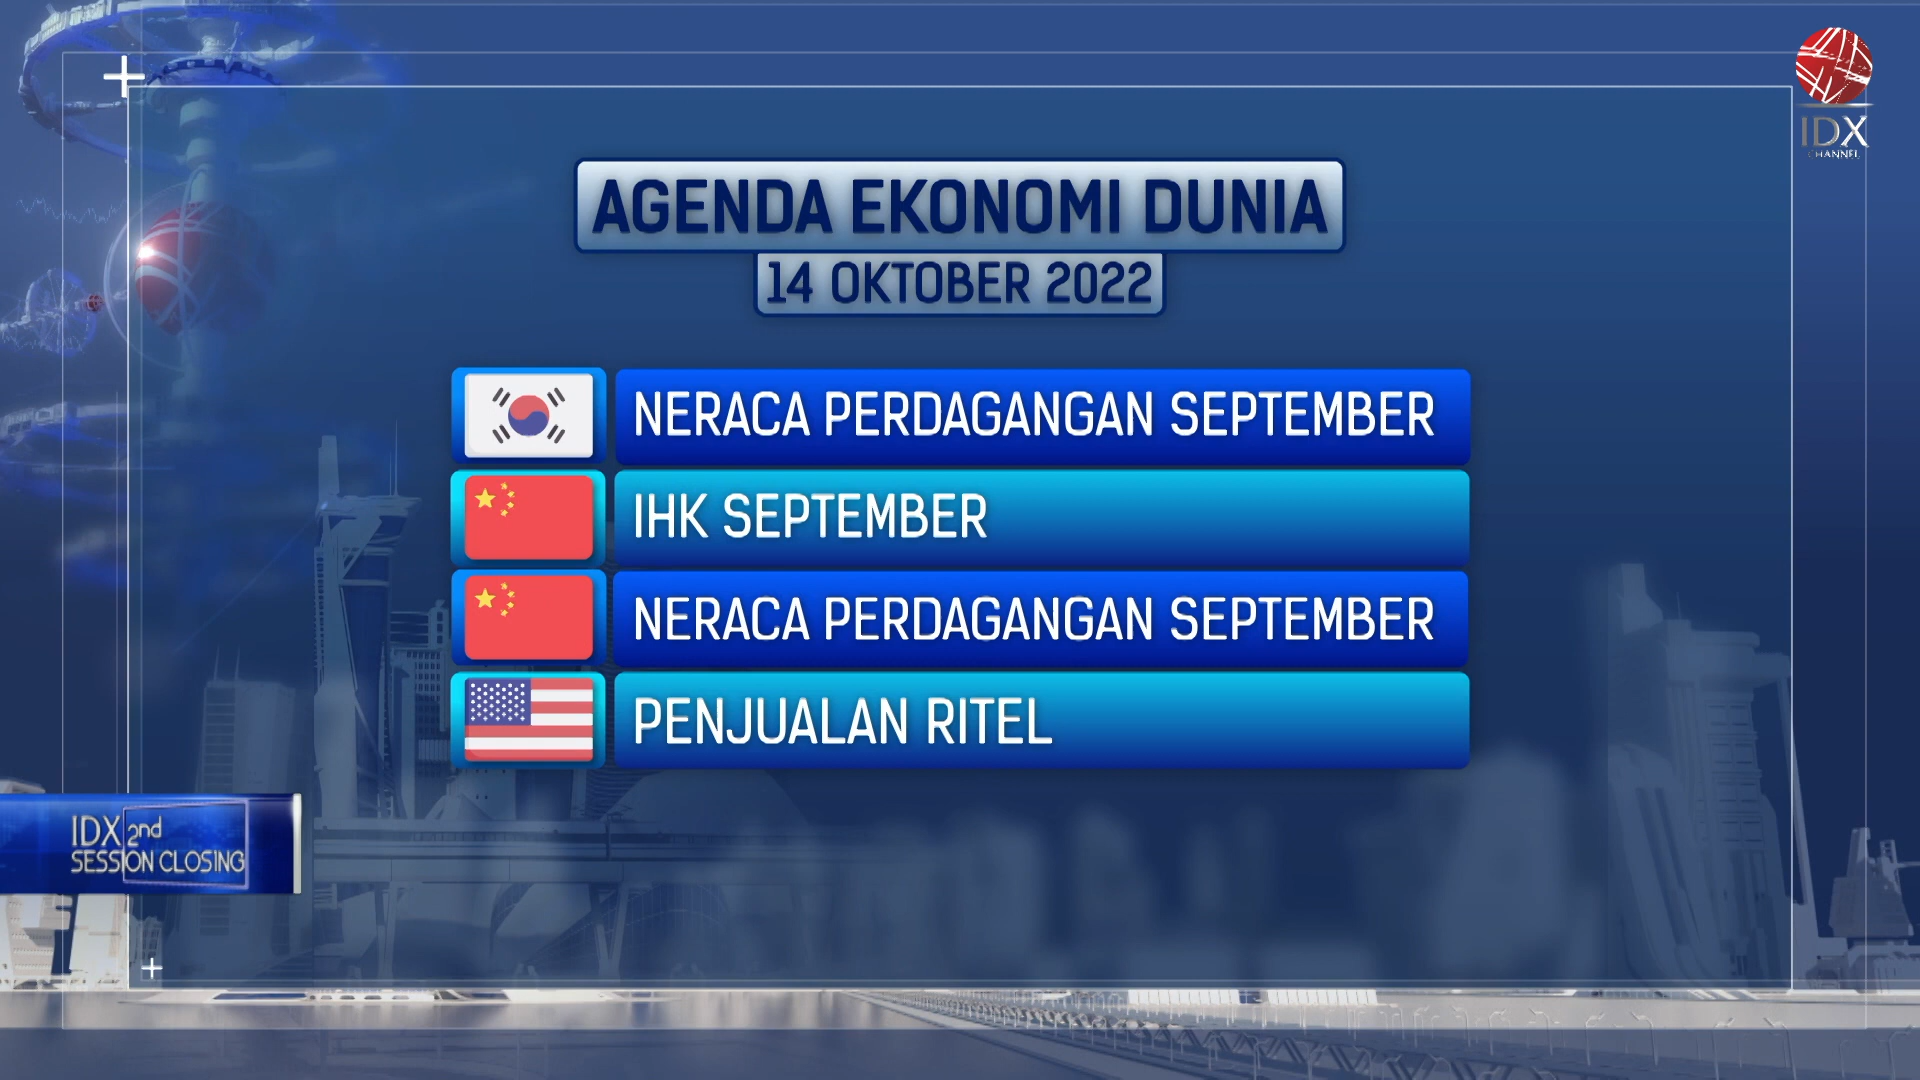 IDX
CHANNEL
AGENDA EKONOMI DUNIA
14 OKTOBER 2022
NERACA PERDAGANGAN SEPTEMBER
IHK SEPTEMBER
NERACA PERDAGANGAN SEPTEMBER
PENJUALAN RITEL
IDX 2nd
SESSION CLOSING